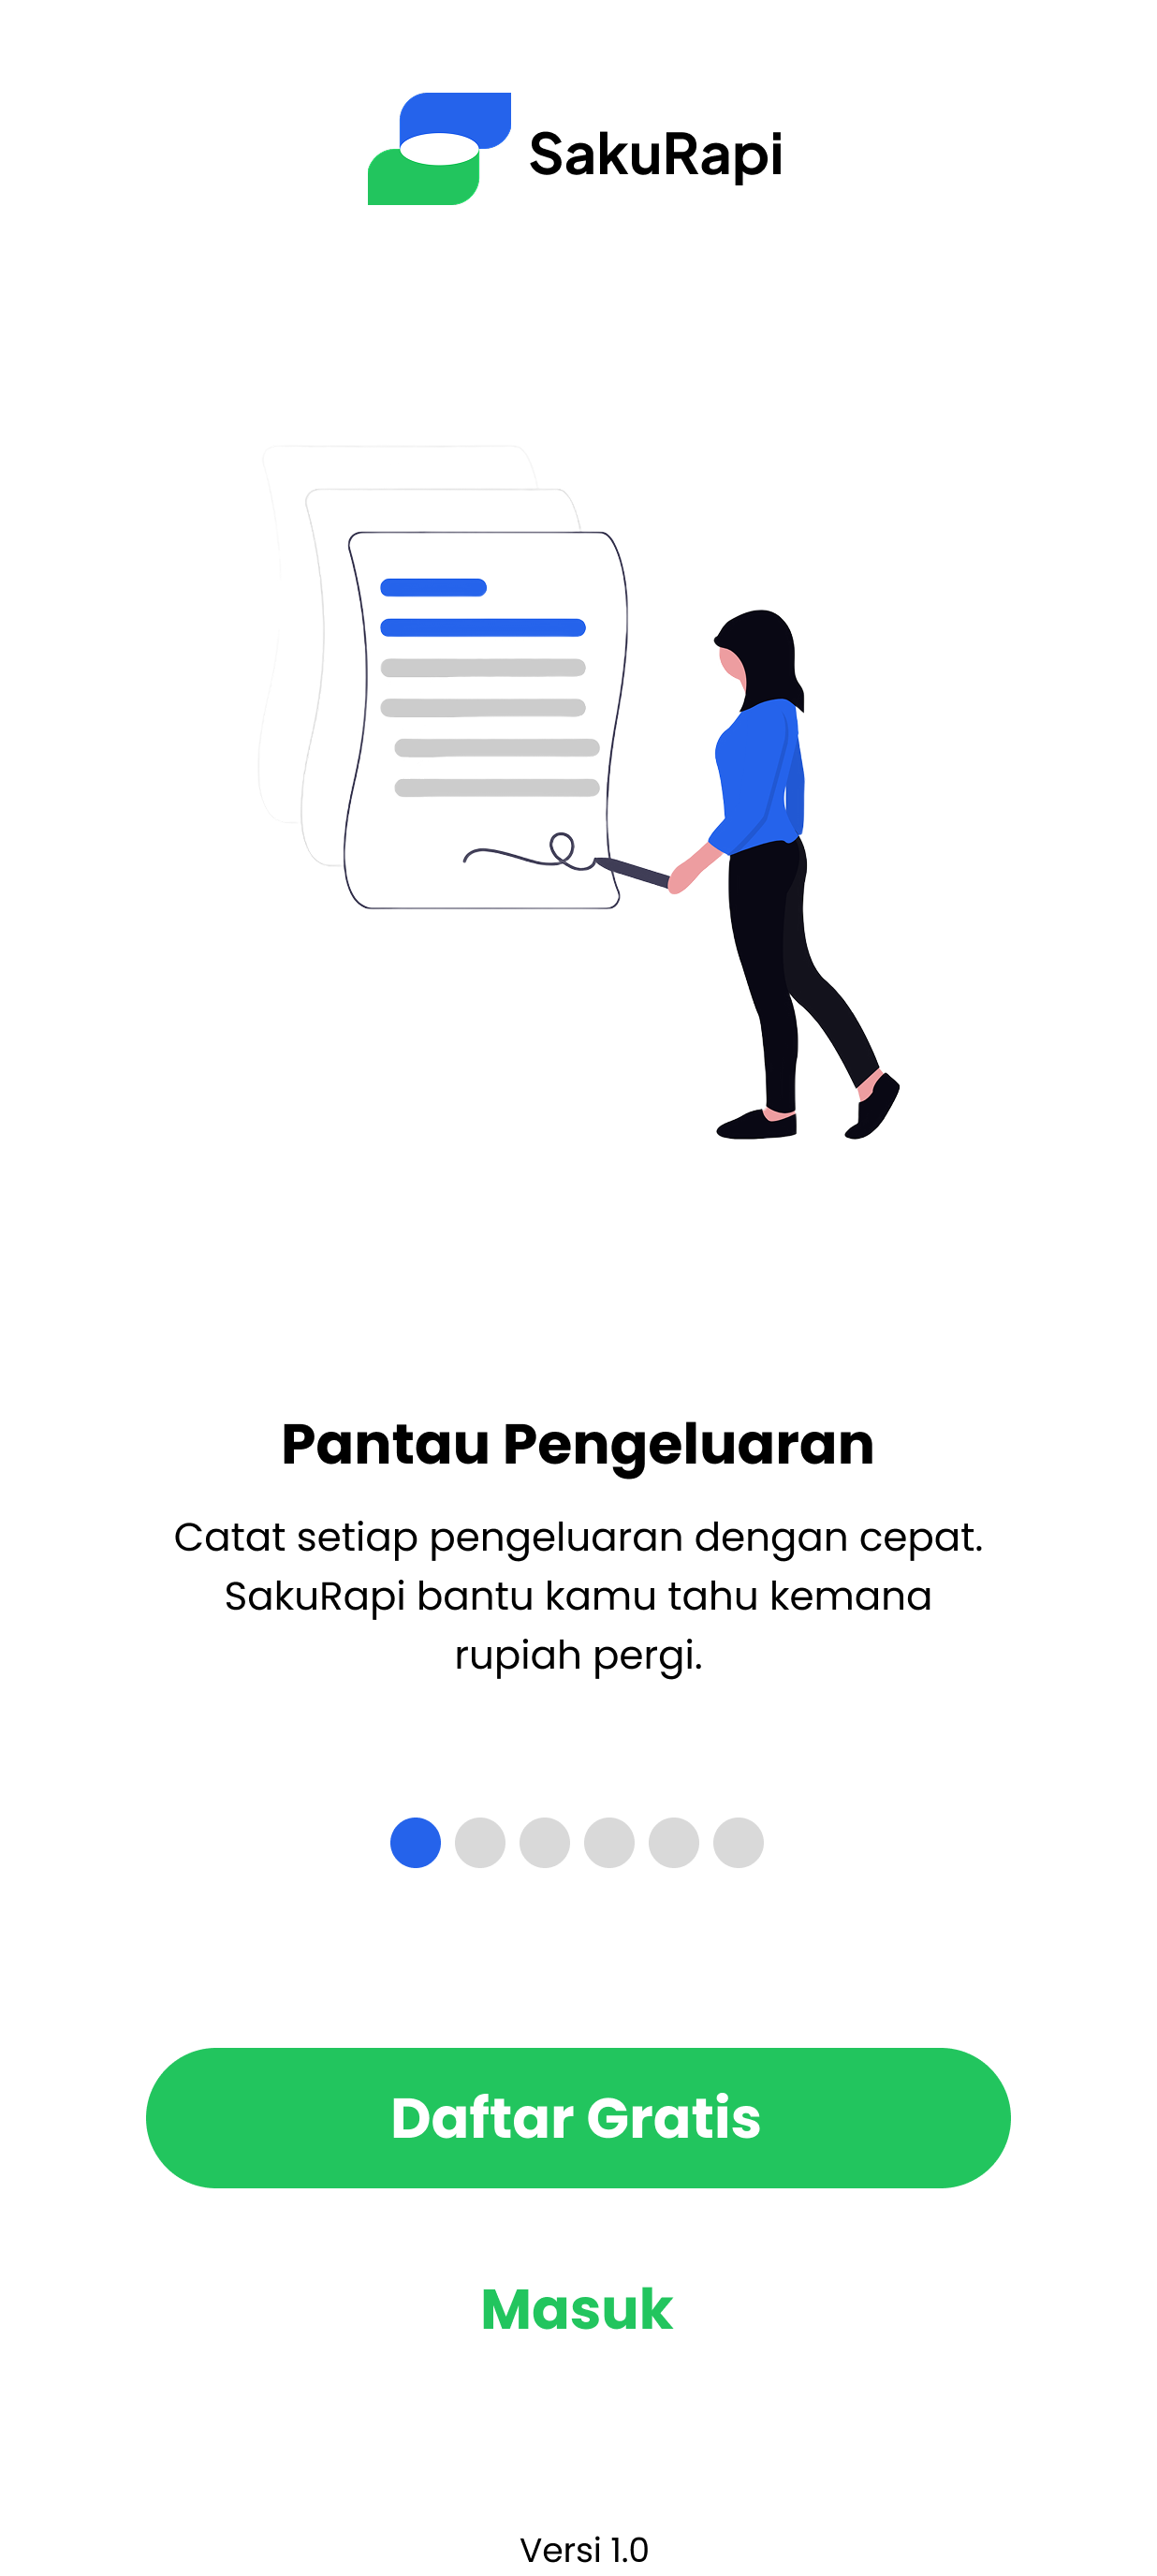 SakuRapi
Pantau Pengeluaran
Catat setiap pengeluaran dengan cepat.
SakuRapi bantu kamu tahu kemana
rupiah pergi.
Daftar Gratis
Masuk
Versi 1.0